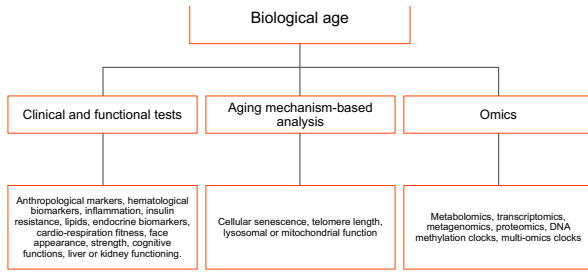 Biological age
Clinical and functional tests
Aging mechanism-based
analysis
Omics
Anthropological markers, hematological
biomarkers, inflammation, insulin
resistance, lipids, endocrine biomarkers,
cardio-respiration fitness, face
appearance, strength, cognitive
functions, liver or kidney functioning.
Cellular senescence, telomere length,
lysosomal or mitochondrial function
Metabolomics, transcriptomics,
metagenomics, proteomics, DNA
methylation clocks, multi-omics clocks